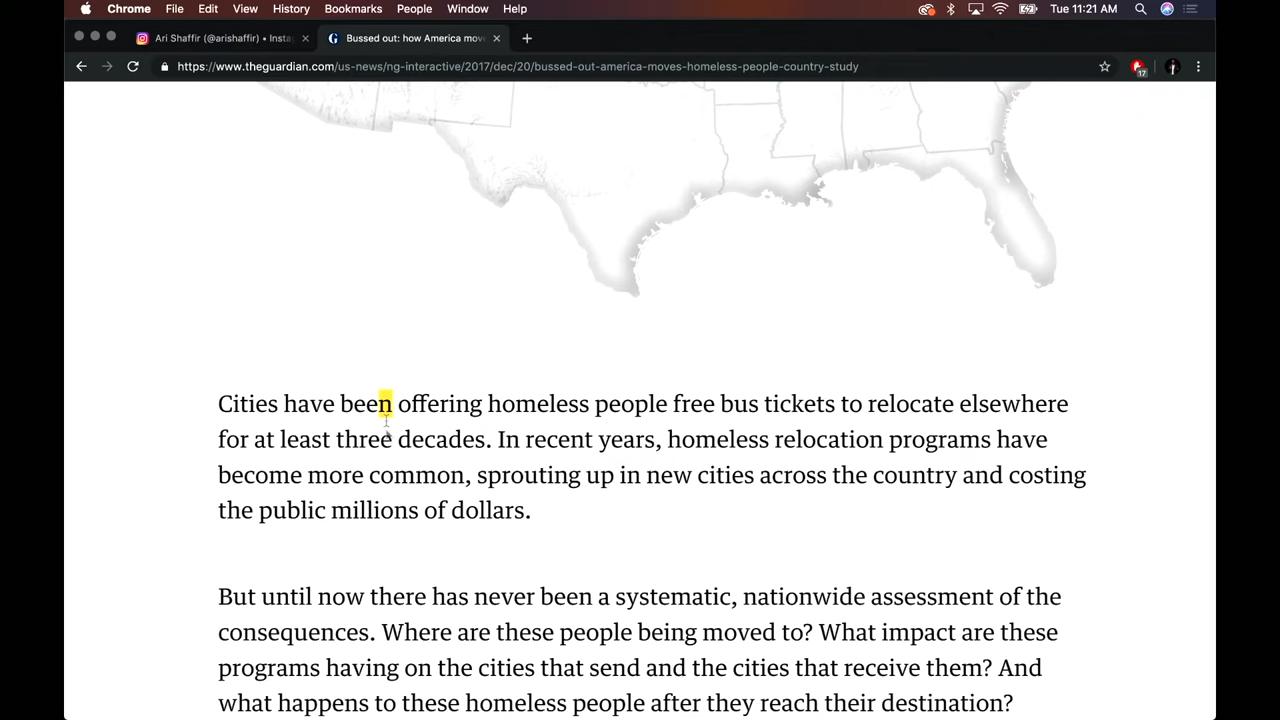 Chrome File Edit View History Bookmarks People Window Help Tue 11:21 AM
Ari Shaffir (@arishaffir) • Insta
Bussed out: how America mov
https://www.theguardian.com/us-news/ng-interactive/2017/dec/20/bussed-out-america-moves-homeless-people-country-study
17
Cities have been offering homeless people free bus tickets to relocate elsewhere
for at least three decades. In recent years, homeless relocation programs have
become more common, sprouting up in new cities across the country and costing
the public millions of dollars.
But until now there has never been a systematic, nationwide assessment of the
consequences. Where are these people being moved to? What impact are these
programs having on the cities that send and the cities that receive them? And
what happens to these homeless people after they reach their destination?